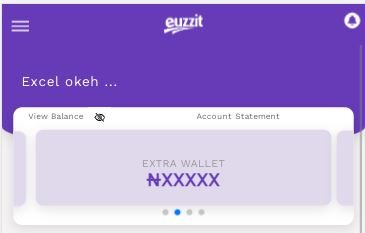 euzzit
Excel okeh ...
View Balance
Account Statement
EXTRA WALLET
₦XXXXX